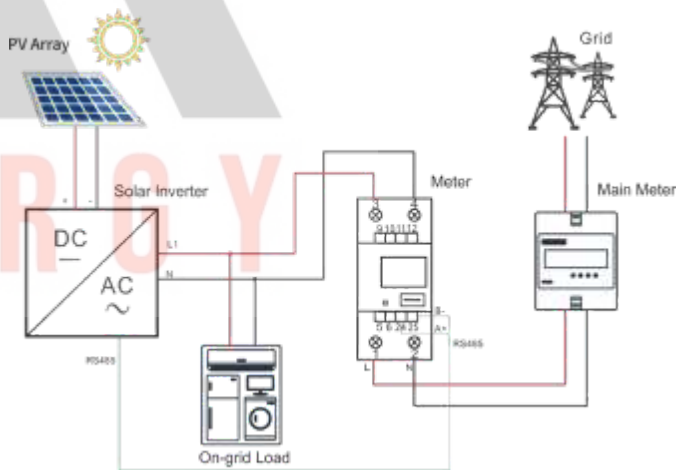 PV Array
Grid
Solar Inverter
Meter
Main Meter
+ -
DC
AC
L1
N
3 4
9 10 11 12
5 6 24 25
B-
A+
RS485
1 2
L N
RS485
On-grid Load
R G Y